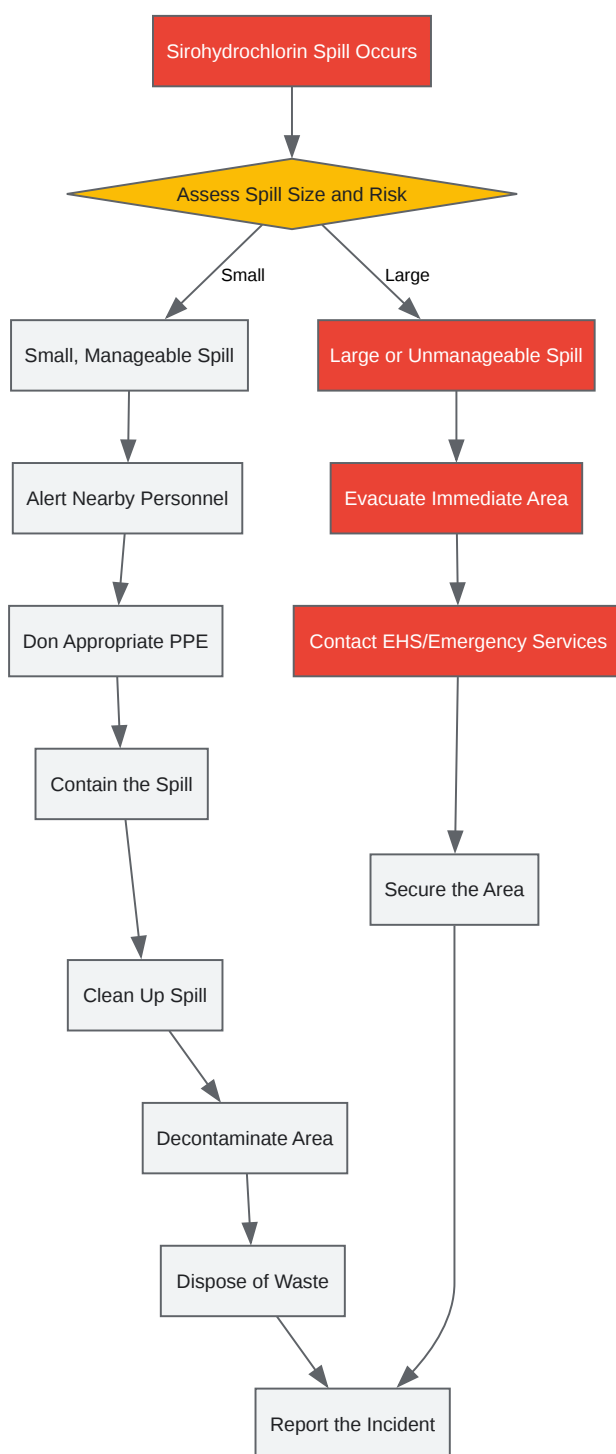 Sirohydrochlorin Spill Occurs
Assess Spill Size and Risk
Small
Large
Small, Manageable Spill
Large or Unmanageable Spill
Alert Nearby Personnel
Evacuate Immediate Area
Don Appropriate PPE
Contact EHS/Emergency Services
Contain the Spill
Secure the Area
Clean Up Spill
Decontaminate Area
Dispose of Waste
Report the Incident